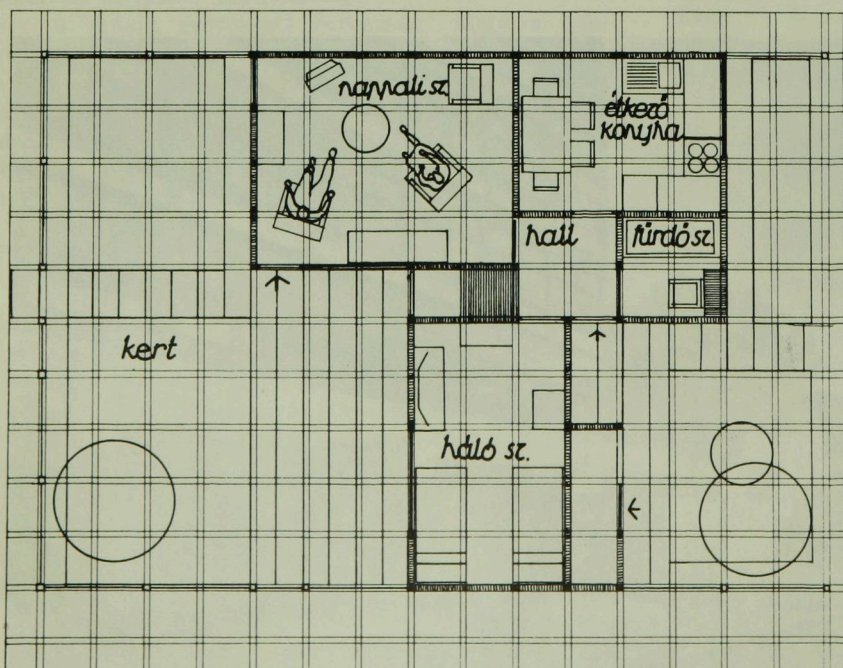 nappali sz.
étkező
konyha
hall
fürdő sz.
kert
háló sz.